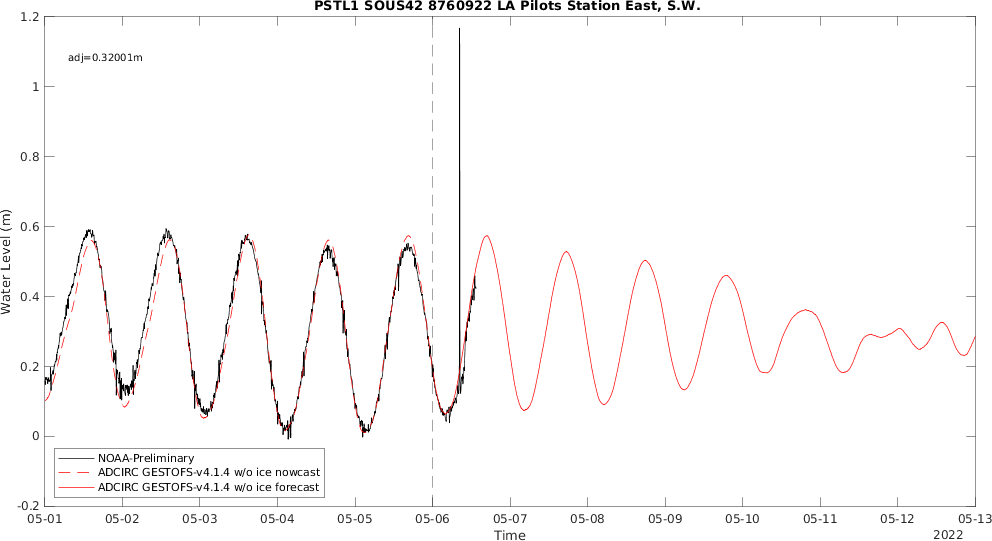 PSTL1 SOUS42 8760922 LA Pilots Station East, S.W.
1.2
adj=0.32001m
1
0.8
0.6
Water Level (m)
0.4
0.2
0
NOAA-Preliminary
ADCIRC GESTOFS-v4.1.4 w/o ice nowcast
ADCIRC GESTOFS-v4.1.4 w/o ice forecast
-0.2
05-01 05-02 05-03 05-04 05-05 05-06 05-07 05-08 05-09 05-10 05-11 05-12 05-13
Time
2022